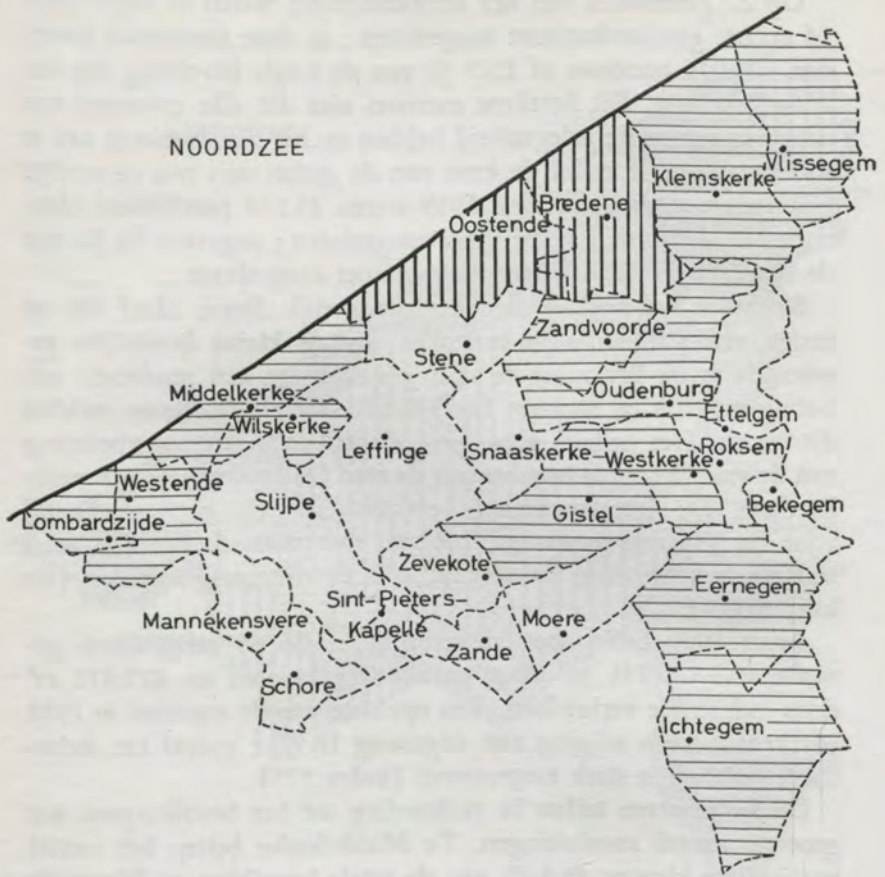 NOORDZEE
Vlissegem
Klemskerke
Bredene
Oostende
Zandvoorde
Stene
Middelkerke
Oudenburg
Wilskerke
Ettelgem
Leffinge
Snaaskerke
Roksem
Westkerke
Westende
Slijpe
Gistel
Bekegem
Lombardzijde
Zevekote
Eernegem
Sint-Pieters-
Kapelle
Mannekensvere
Moere
Zande
Schore
Ichtegem